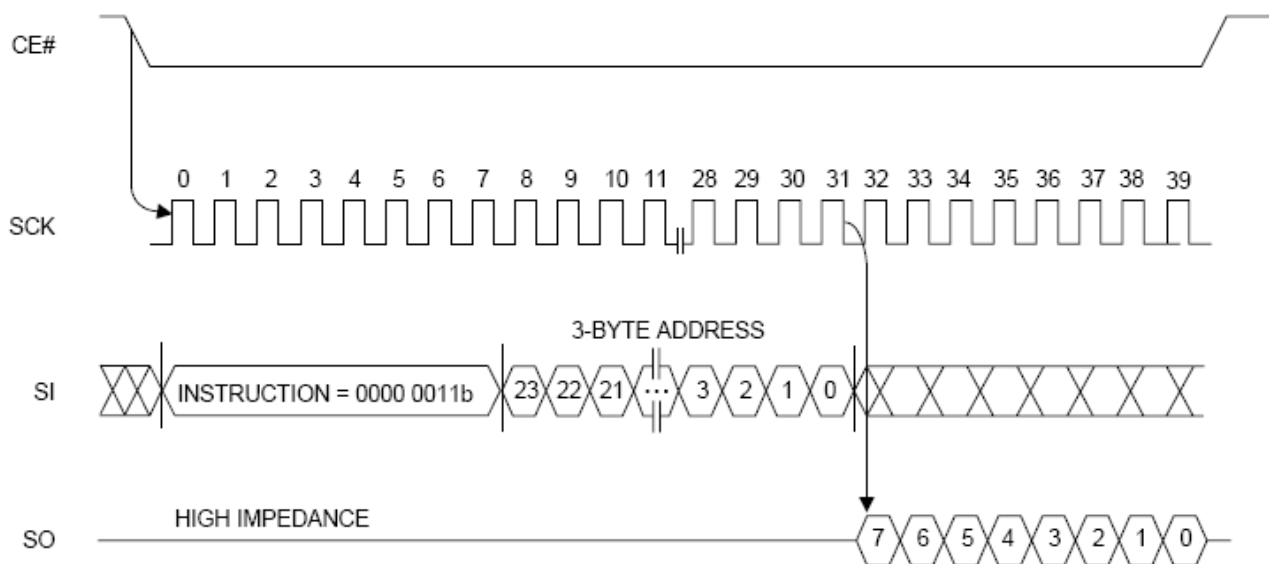 CE#
0 1 2 3 4 5 6 7 8 9 10 11 28 29 30 31 32 33 34 35 36 37 38 39
SCK
3-BYTE ADDRESS
SI INSTRUCTION = 0000 0011b 23 22 21 ... 3 2 1 0
HIGH IMPEDANCE
SO 7 6 5 4 3 2 1 0